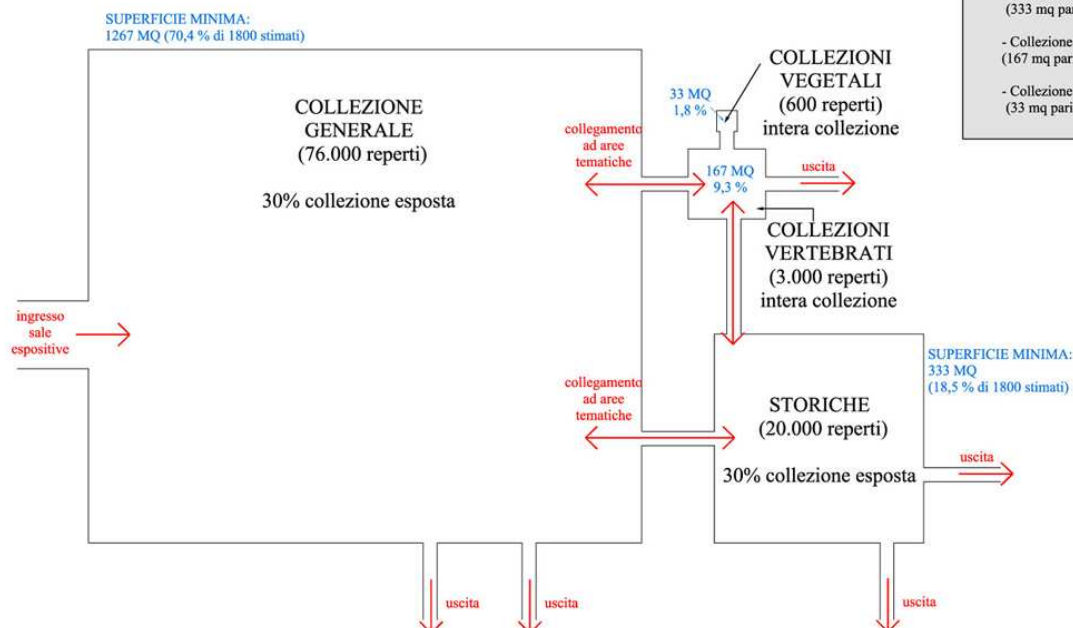 SUPERFICIE MINIMA:
1267 MQ (70,4 % di 1800 stimati)
COLLEZIONE
GENERALE
(76.000 reperti)
30% collezione esposta
ingresso
sale
espositive
collegamento
ad aree
tematiche
33 MQ
1,8 %
COLLEZIONI
VEGETALI
(600 reperti)
intera collezione
167 MQ
9,3 %
uscita
COLLEZIONI
VERTEBRATI
(3.000 reperti)
intera collezione
(333 mq par
- Collezione
(167 mq pari
- Collezione
(33 mq pari
SUPERFICIE MINIMA:
333 MQ
(18,5 % di 1800 stimati)
collegamento
ad aree
tematiche
STORICHE
(20.000 reperti)
30% collezione esposta
uscita
uscita
uscita
uscita